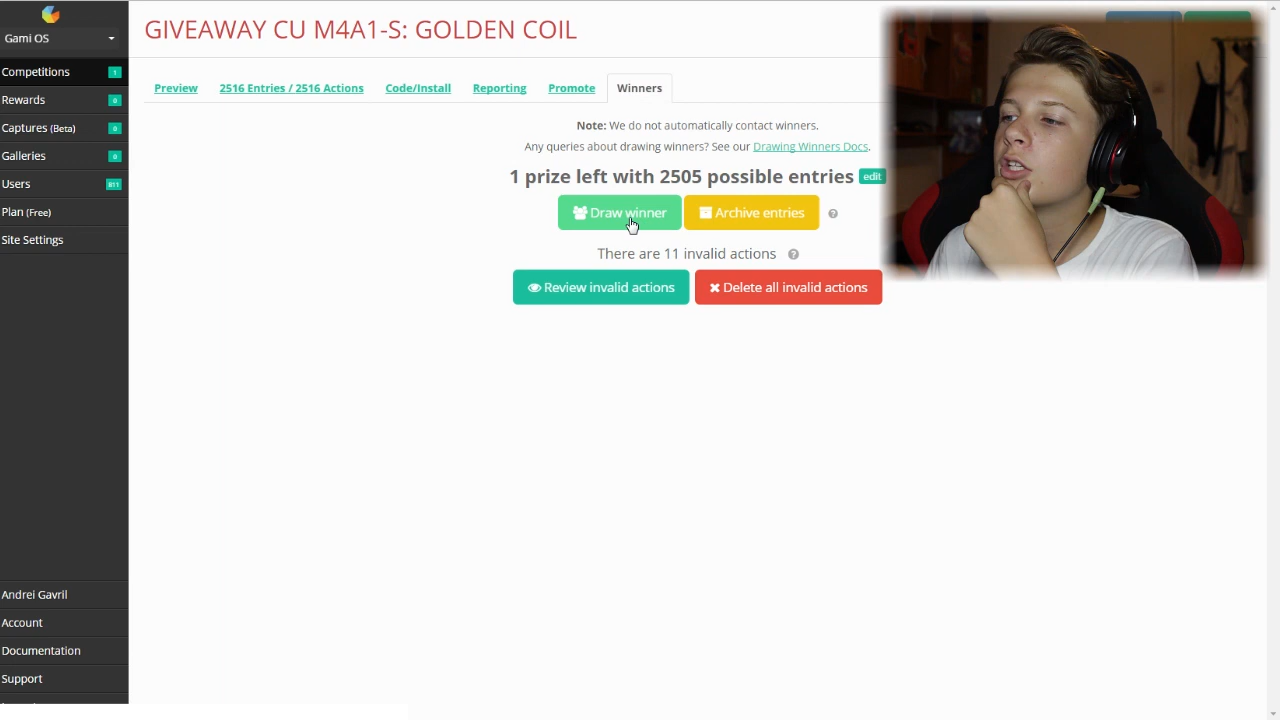 GIVEAWAY CU M4A1-S: GOLDEN COIL
Gami OS
Competitions 1
Rewards 0
Captures (Beta) 0
Galleries 0
Users 811
Plan (Free)
Site Settings
Preview 2516 Entries / 2516 Actions Code/Install Reporting Promote Winners
Note: We do not automatically contact winners.
Any queries about drawing winners? See our Drawing Winners Docs.
1 prize left with 2505 possible entries edit
Draw winner Archive entries ?
There are 11 invalid actions ?
Review invalid actions Delete all invalid actions
Andrei Gavril
Account
Documentation
Support